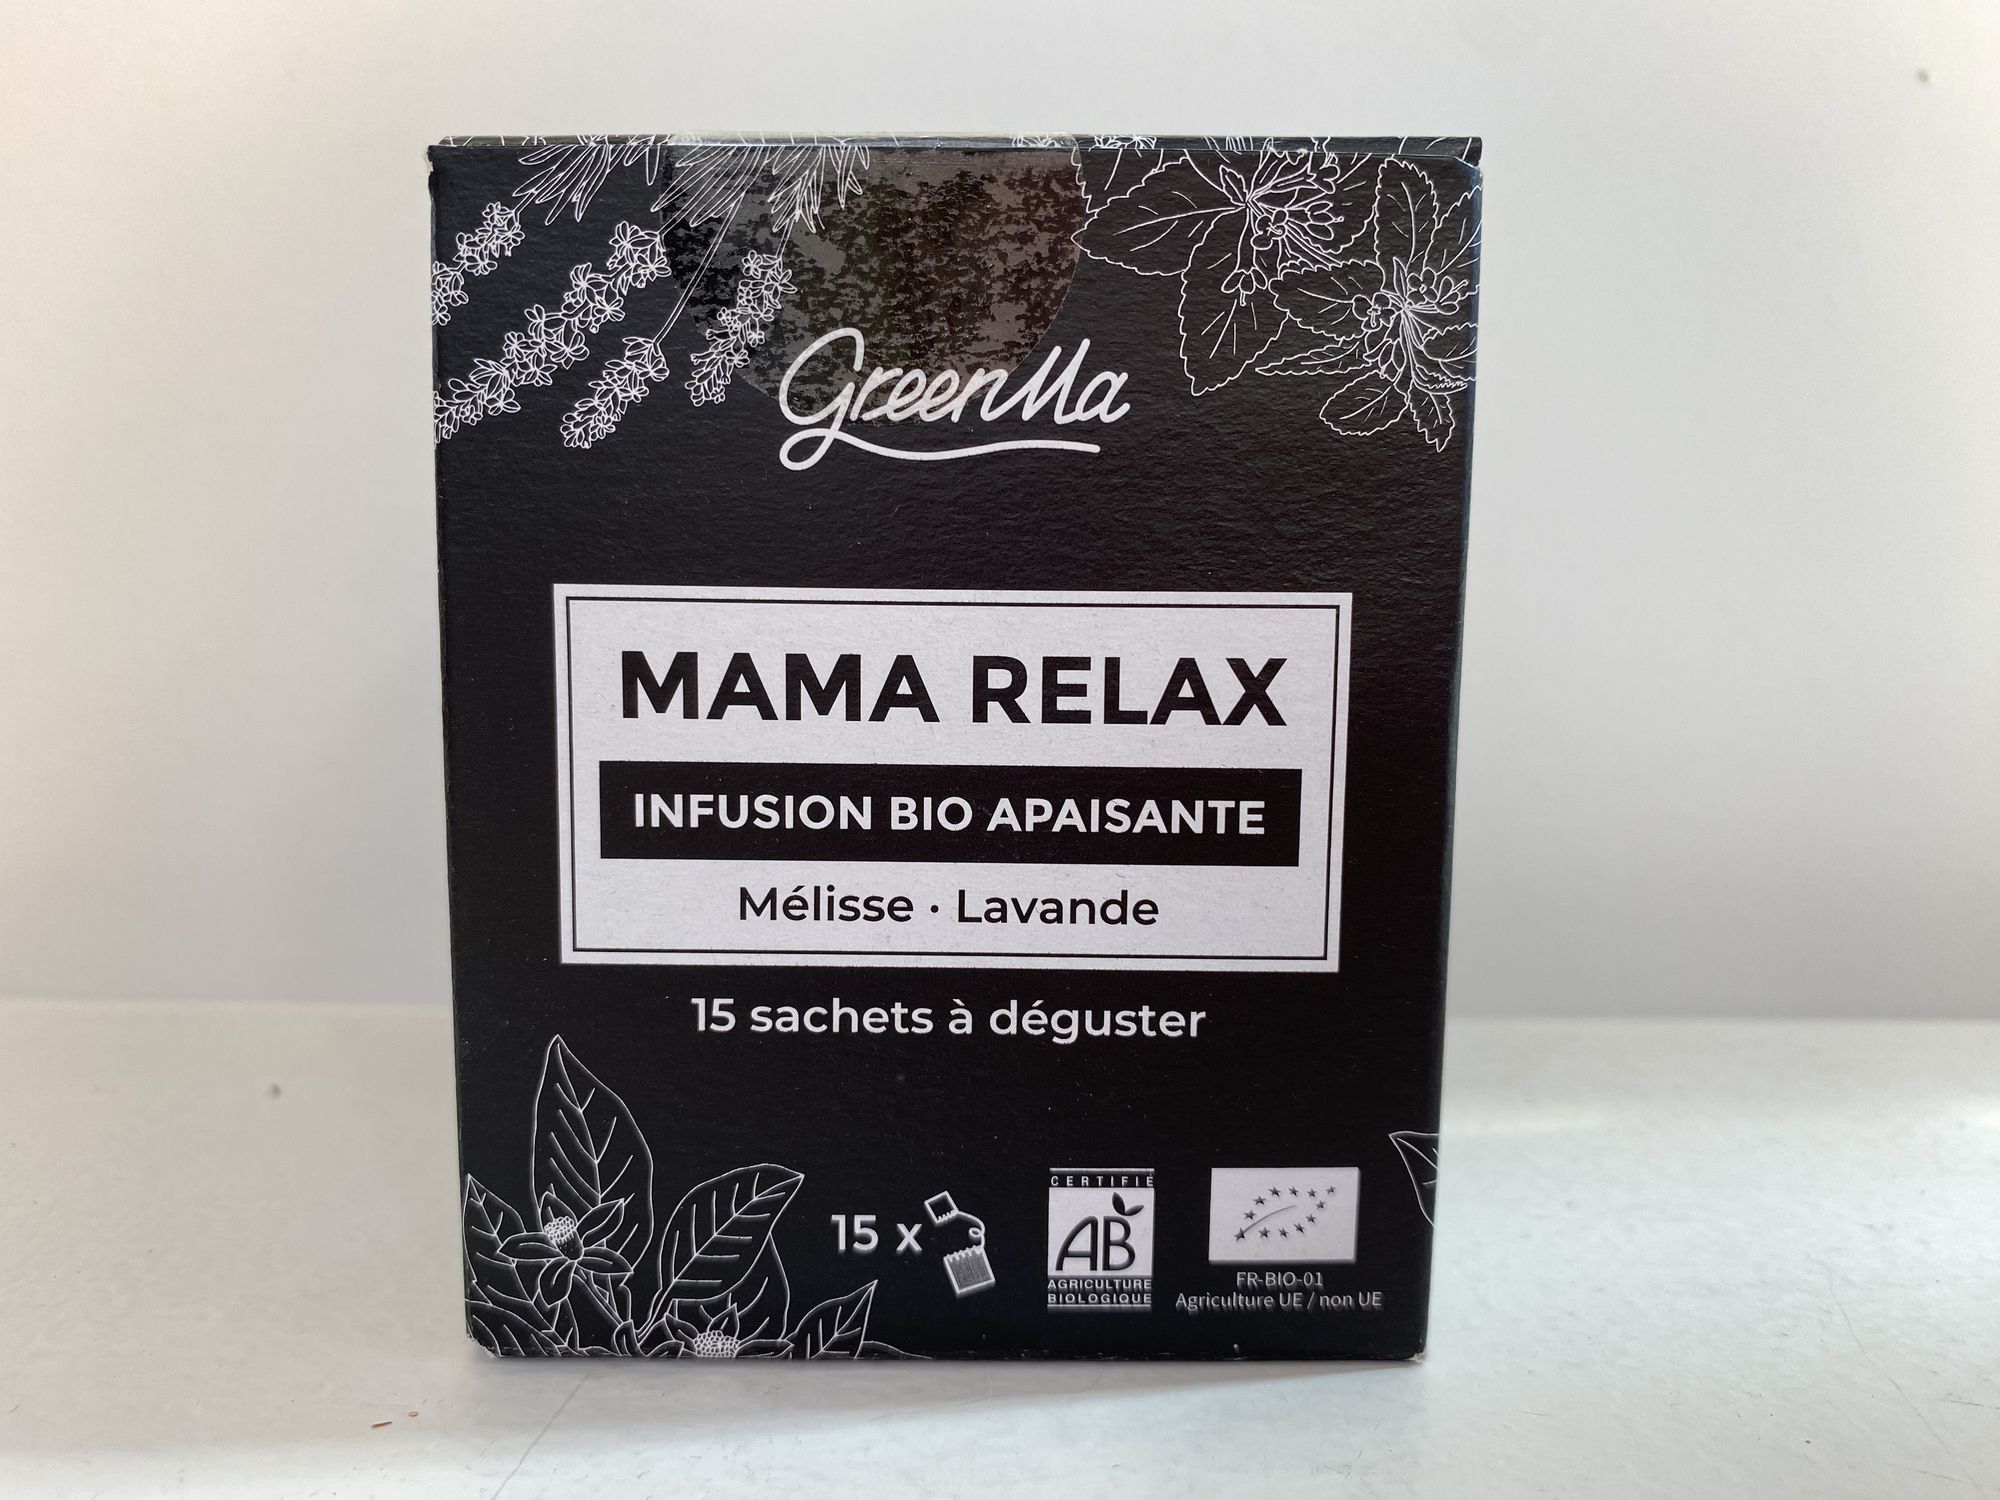 GreenMa
MAMA RELAX
INFUSION BIO APAISANTE
Mélisse · Lavande
15 sachets à déguster
15 x
CERTIFIÉ
AB
AGRICULTURE
BIOLOGIQUE
FR-BIO-01
Agriculture UE / non UE